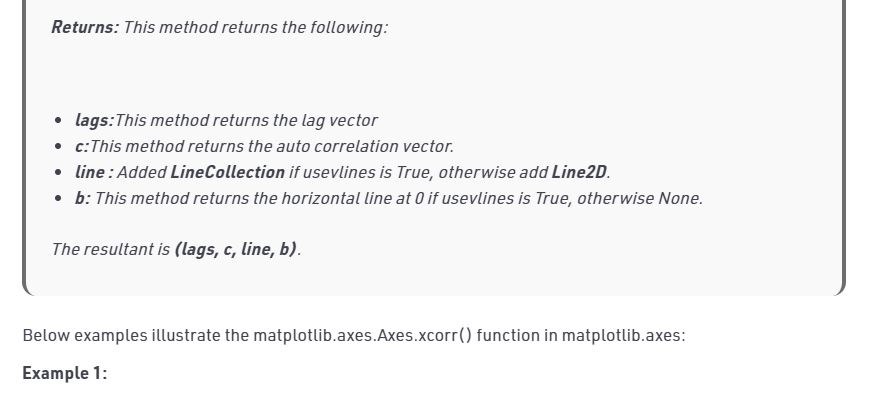 Returns: This method returns the following:
• lags:This method returns the lag vector
• c:This method returns the auto correlation vector.
• line : Added LineCollection if usevlines is True, otherwise add Line2D.
• b: This method returns the horizontal line at 0 if usevlines is True, otherwise None.
The resultant is (lags, c, line, b).
Below examples illustrate the matplotlib.axes.Axes.xcorr() function in matplotlib.axes:
Example 1: